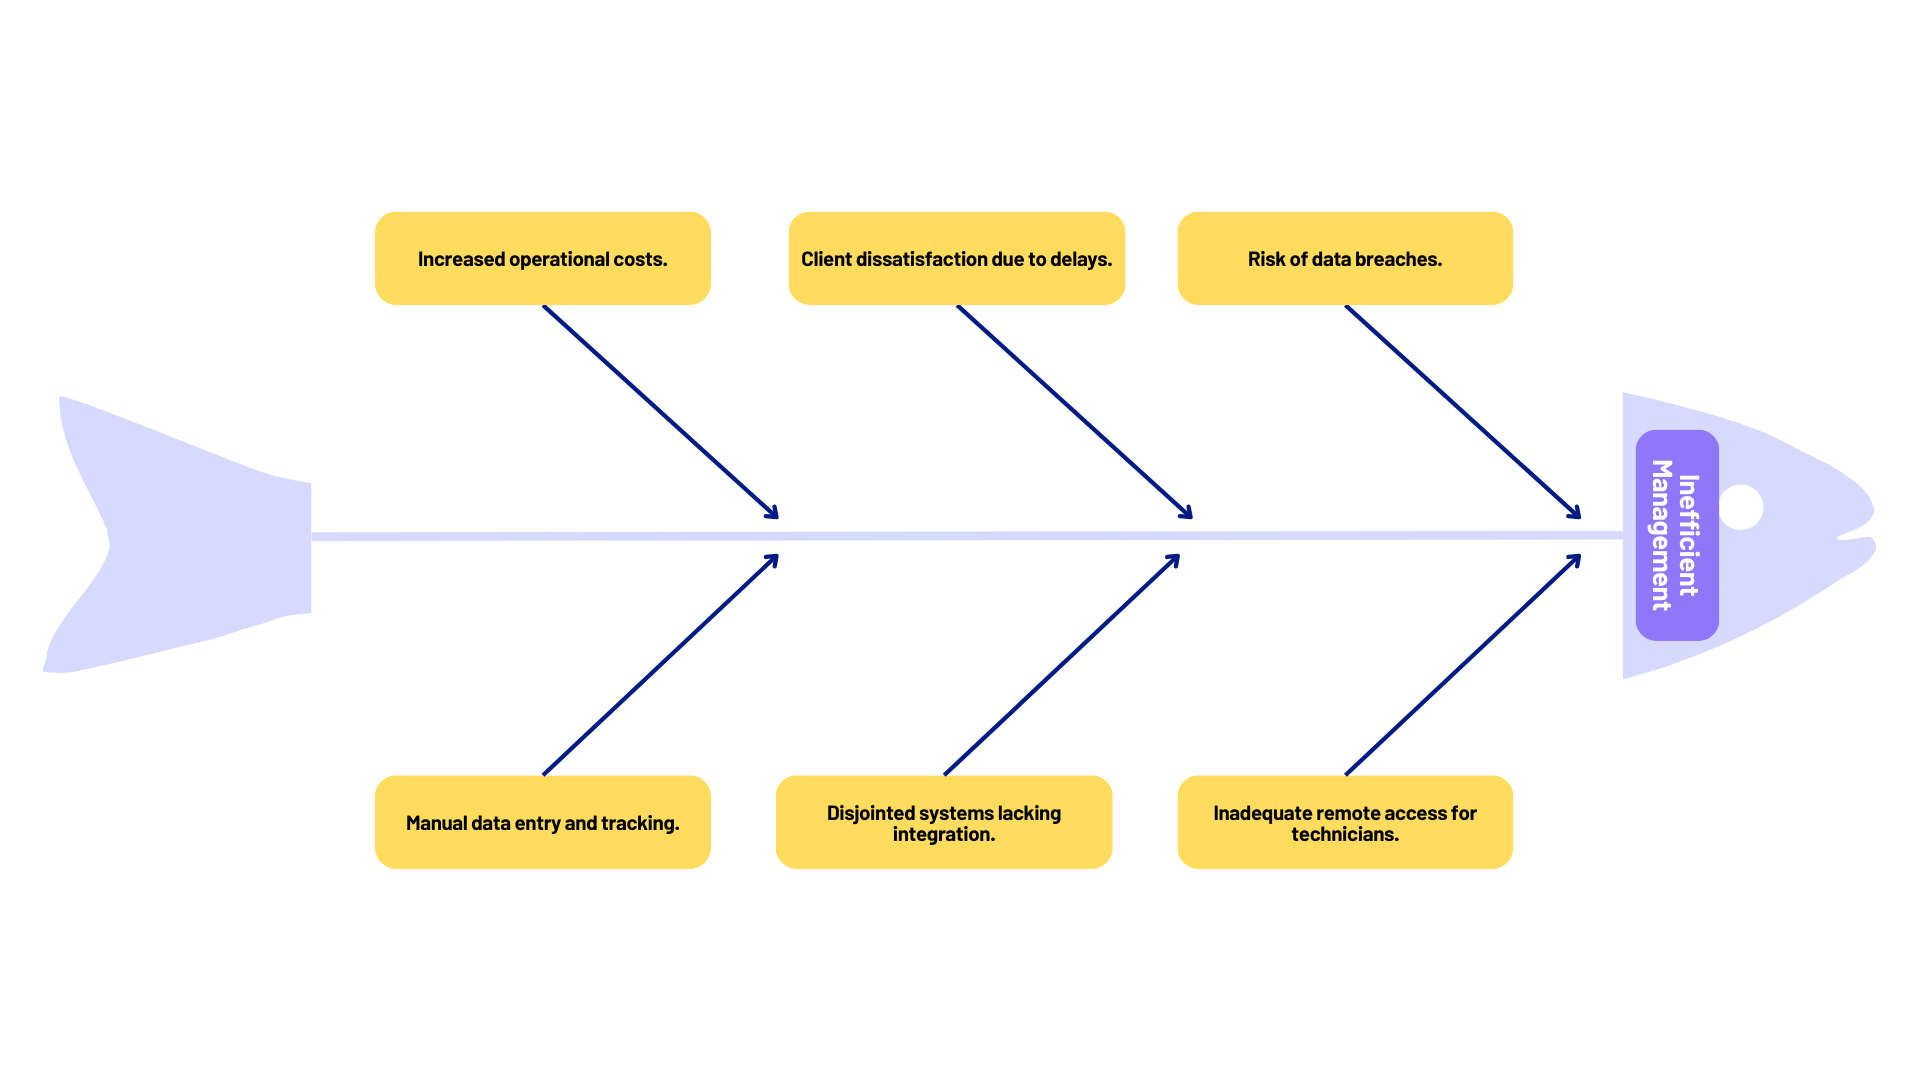 Increased operational costs.
Client dissatisfaction due to delays.
Risk of data breaches.
Inefficient
Management
Manual data entry and tracking.
Disjointed systems lacking
integration.
Inadequate remote access for
technicians.